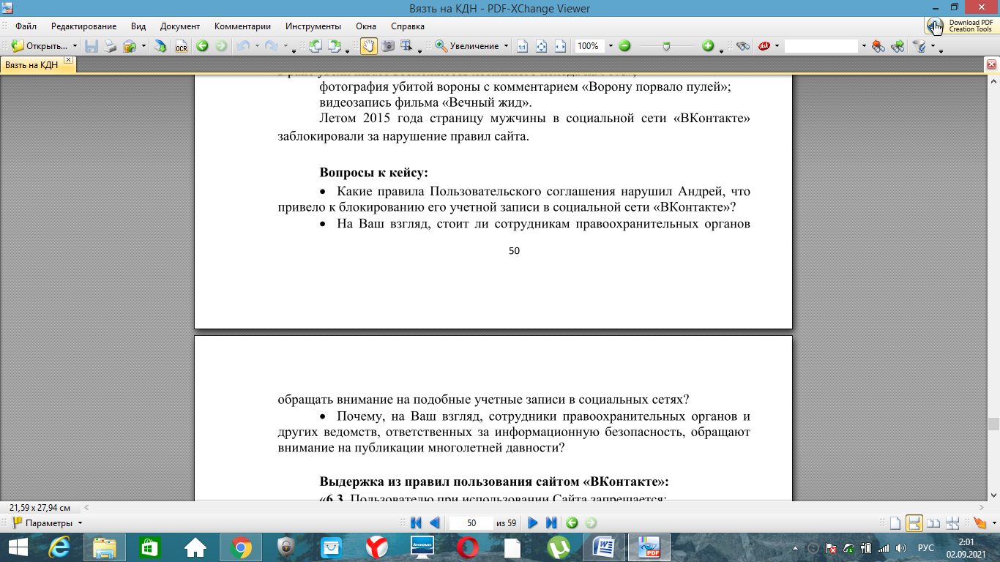 Вязть на КДН - PDF-XChange Viewer
Файл Редактирование Вид Документ Комментарии Инструменты Окна Справка
Download PDF
Creation Tools
Открыть... OCR Увеличение 100% Ask
Вязть на КДН
фотография убитой вороны с комментарием «Ворону порвало пулей»;
видеозапись фильма «Вечный жид».
Летом 2015 года страницу мужчины в социальной сети «ВКонтакте»
заблокировали за нарушение правил сайта.
Вопросы к кейсу:
• Какие правила Пользовательского соглашения нарушил Андрей, что
привело к блокированию его учетной записи в социальной сети «ВКонтакте»?
• На Ваш взгляд, стоит ли сотрудникам правоохранительных органов
50
обращать внимание на подобные учетные записи в социальных сетях?
• Почему, на Ваш взгляд, сотрудники правоохранительных органов и
других ведомств, ответственных за информационную безопасность, обращают
внимание на публикации многолетней давности?
Выдержка из правил пользования сайтом «ВКонтакте»:
«6.3. Пользователю при использовании Сайта запрещается:
21,59 x 27,94 см
Параметры 50 из 59
lenovo W PDF РУС 2:01
02.09.2021